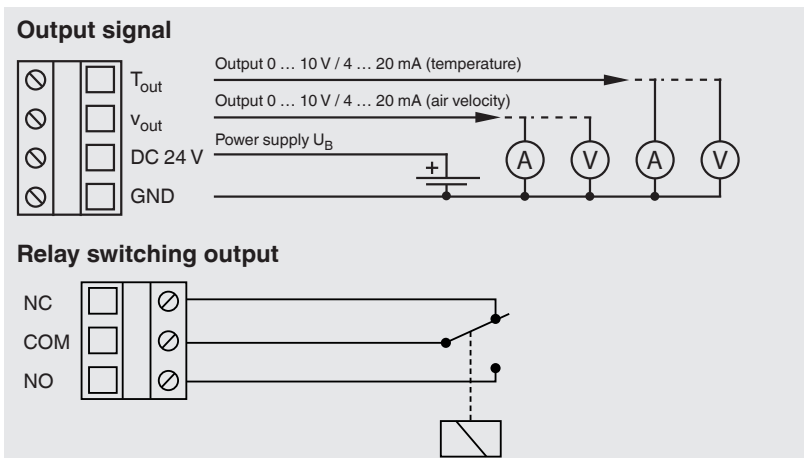 Output signal
T_out
Output 0 … 10 V / 4 … 20 mA (temperature)
v_out
Output 0 … 10 V / 4 … 20 mA (air velocity)
DC 24 V
Power supply U_B
GND
+
A
V
A
V
Relay switching output
NC
COM
NO